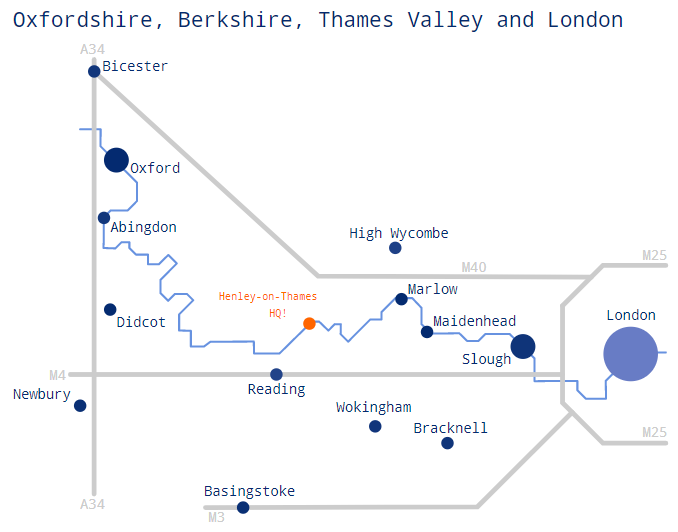 Oxfordshire, Berkshire, Thames Valley and London
A34
Bicester
Oxford
Abingdon
High Wycombe
M25
M40
Henley-on-Thames
HQ!
Marlow
Didcot
Maidenhead
London
Slough
M4
Reading
Newbury
Wokingham
Bracknell
M25
Basingstoke
A34
M3